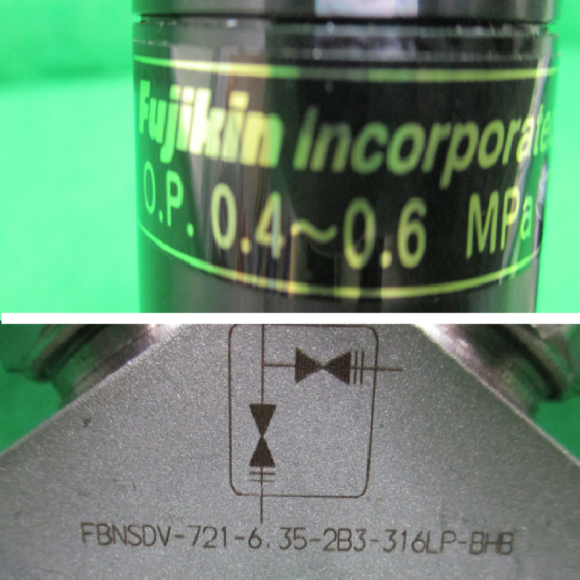 Fujikin Incorporate
O.P. 0.4~0.6 MPa
FBNSDV-721-6.35-2B3-316LP-BHB